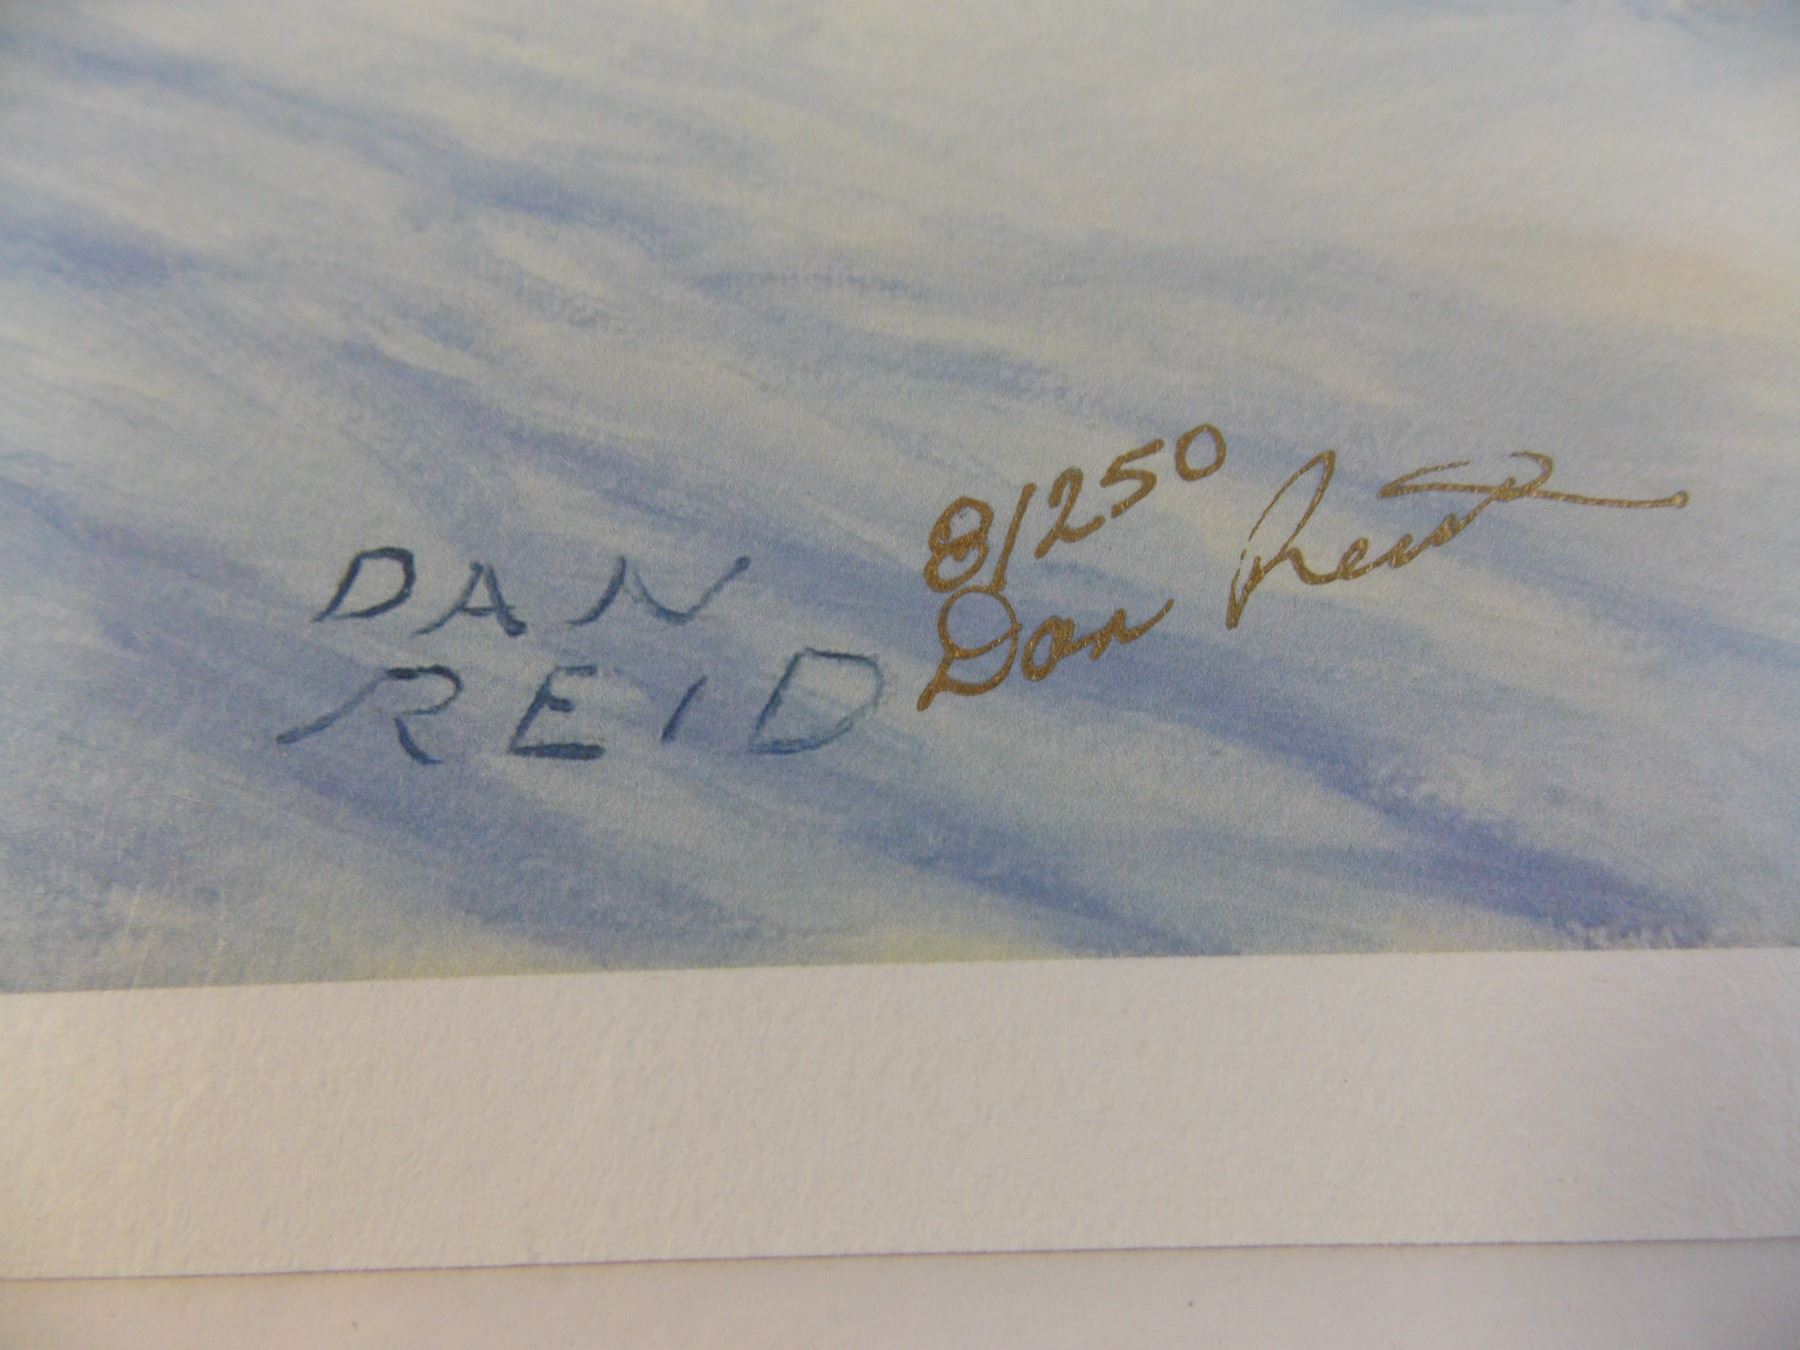 DAN
REID
8/250
Dan Reid